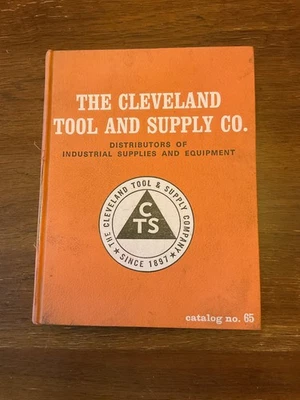 THE CLEVELAND
TOOL AND SUPPLY CO.
DISTRIBUTORS OF
INDUSTRIAL SUPPLIES AND EQUIPMENT
THE CLEVELAND TOOL & SUPPLY COMPANY
C
TS
SINCE 1897
catalog no. 65